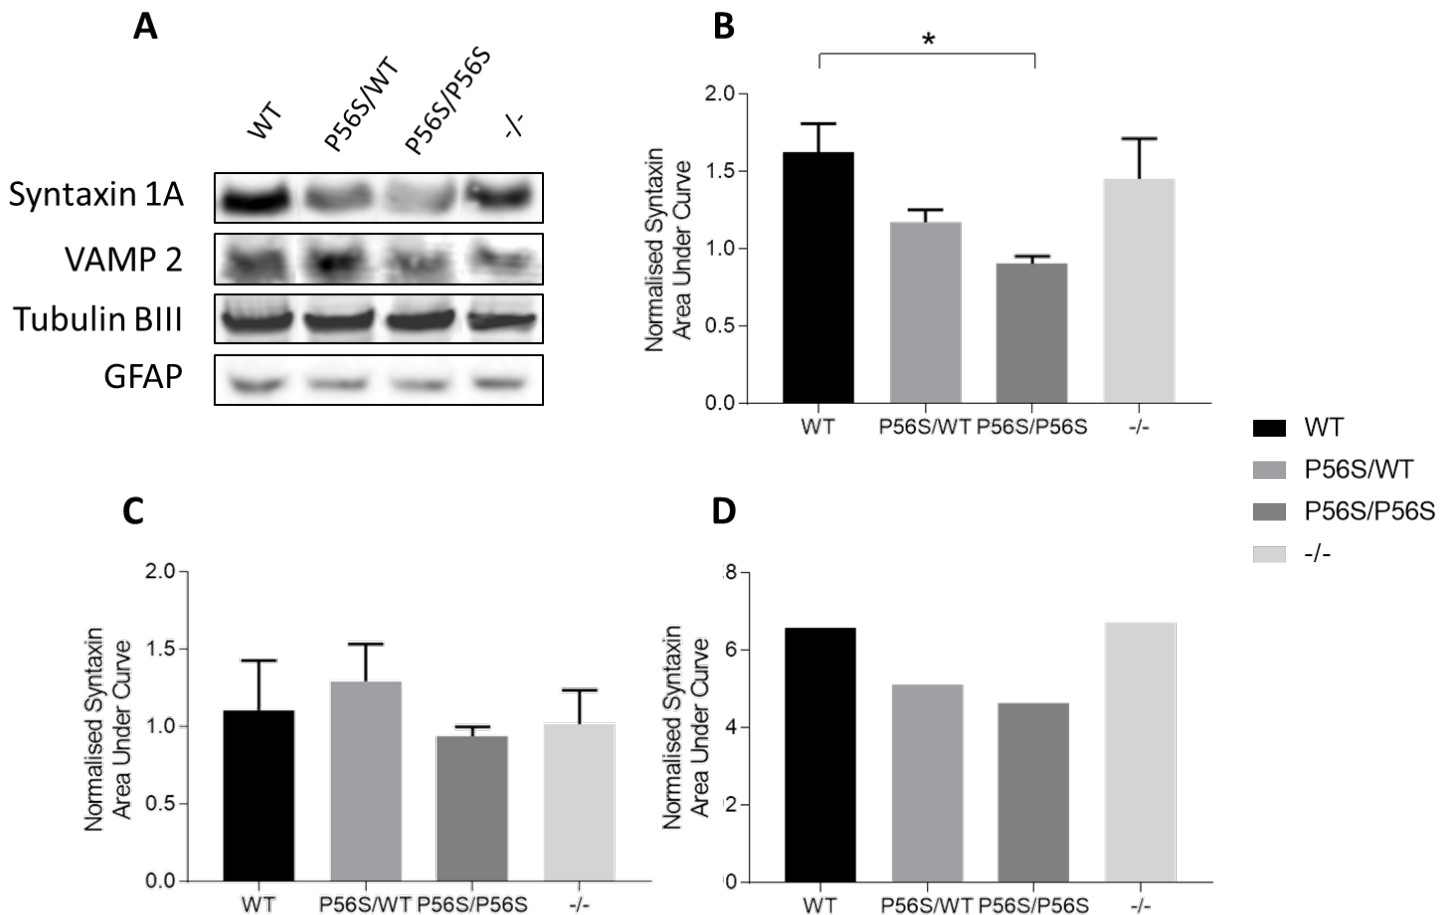 A
WT
P56S/WT
P56S/P56S
-/-
Syntaxin 1A
VAMP 2
Tubulin BIII
GFAP
B
*
Normalised Syntaxin
Area Under Curve
2.0
1.5
1.0
0.5
0.0
WT
P56S/WT
P56S/P56S
-/-
WT
P56S/WT
P56S/P56S
-/-
C
Normalised Syntaxin
Area Under Curve
2.0
1.5
1.0
0.5
0.0
WT
P56S/WT
P56S/P56S
-/-
D
Normalised Syntaxin
Area Under Curve
8
6
4
2
0
WT
P56S/WT
P56S/P56S
-/-